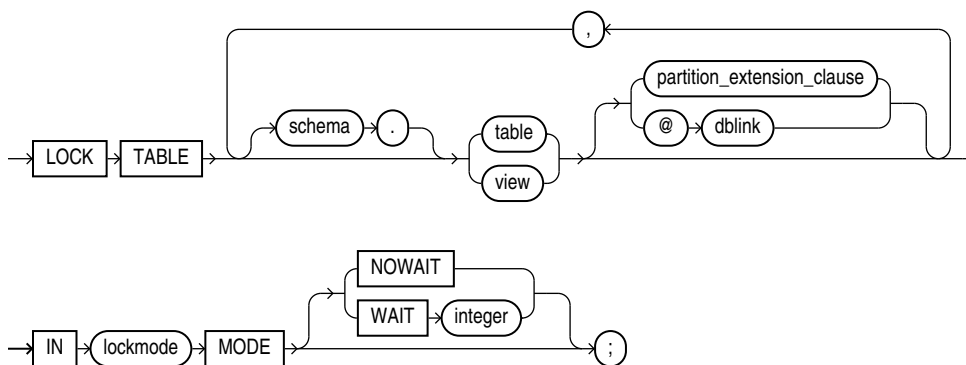 ,
partition_extension_clause
schema . table @ dblink
LOCK TABLE view
NOWAIT
WAIT integer
IN lockmode MODE ;